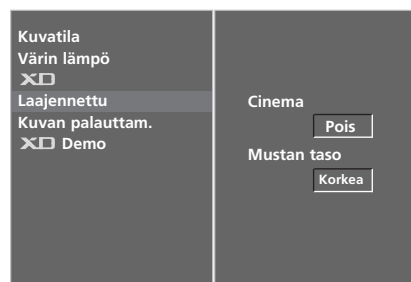 Kuvatila
Värin lämpö
XD
Laajennettu
Kuvan palauttam.
XD Demo
Cinema
Pois
Mustan taso
Korkea